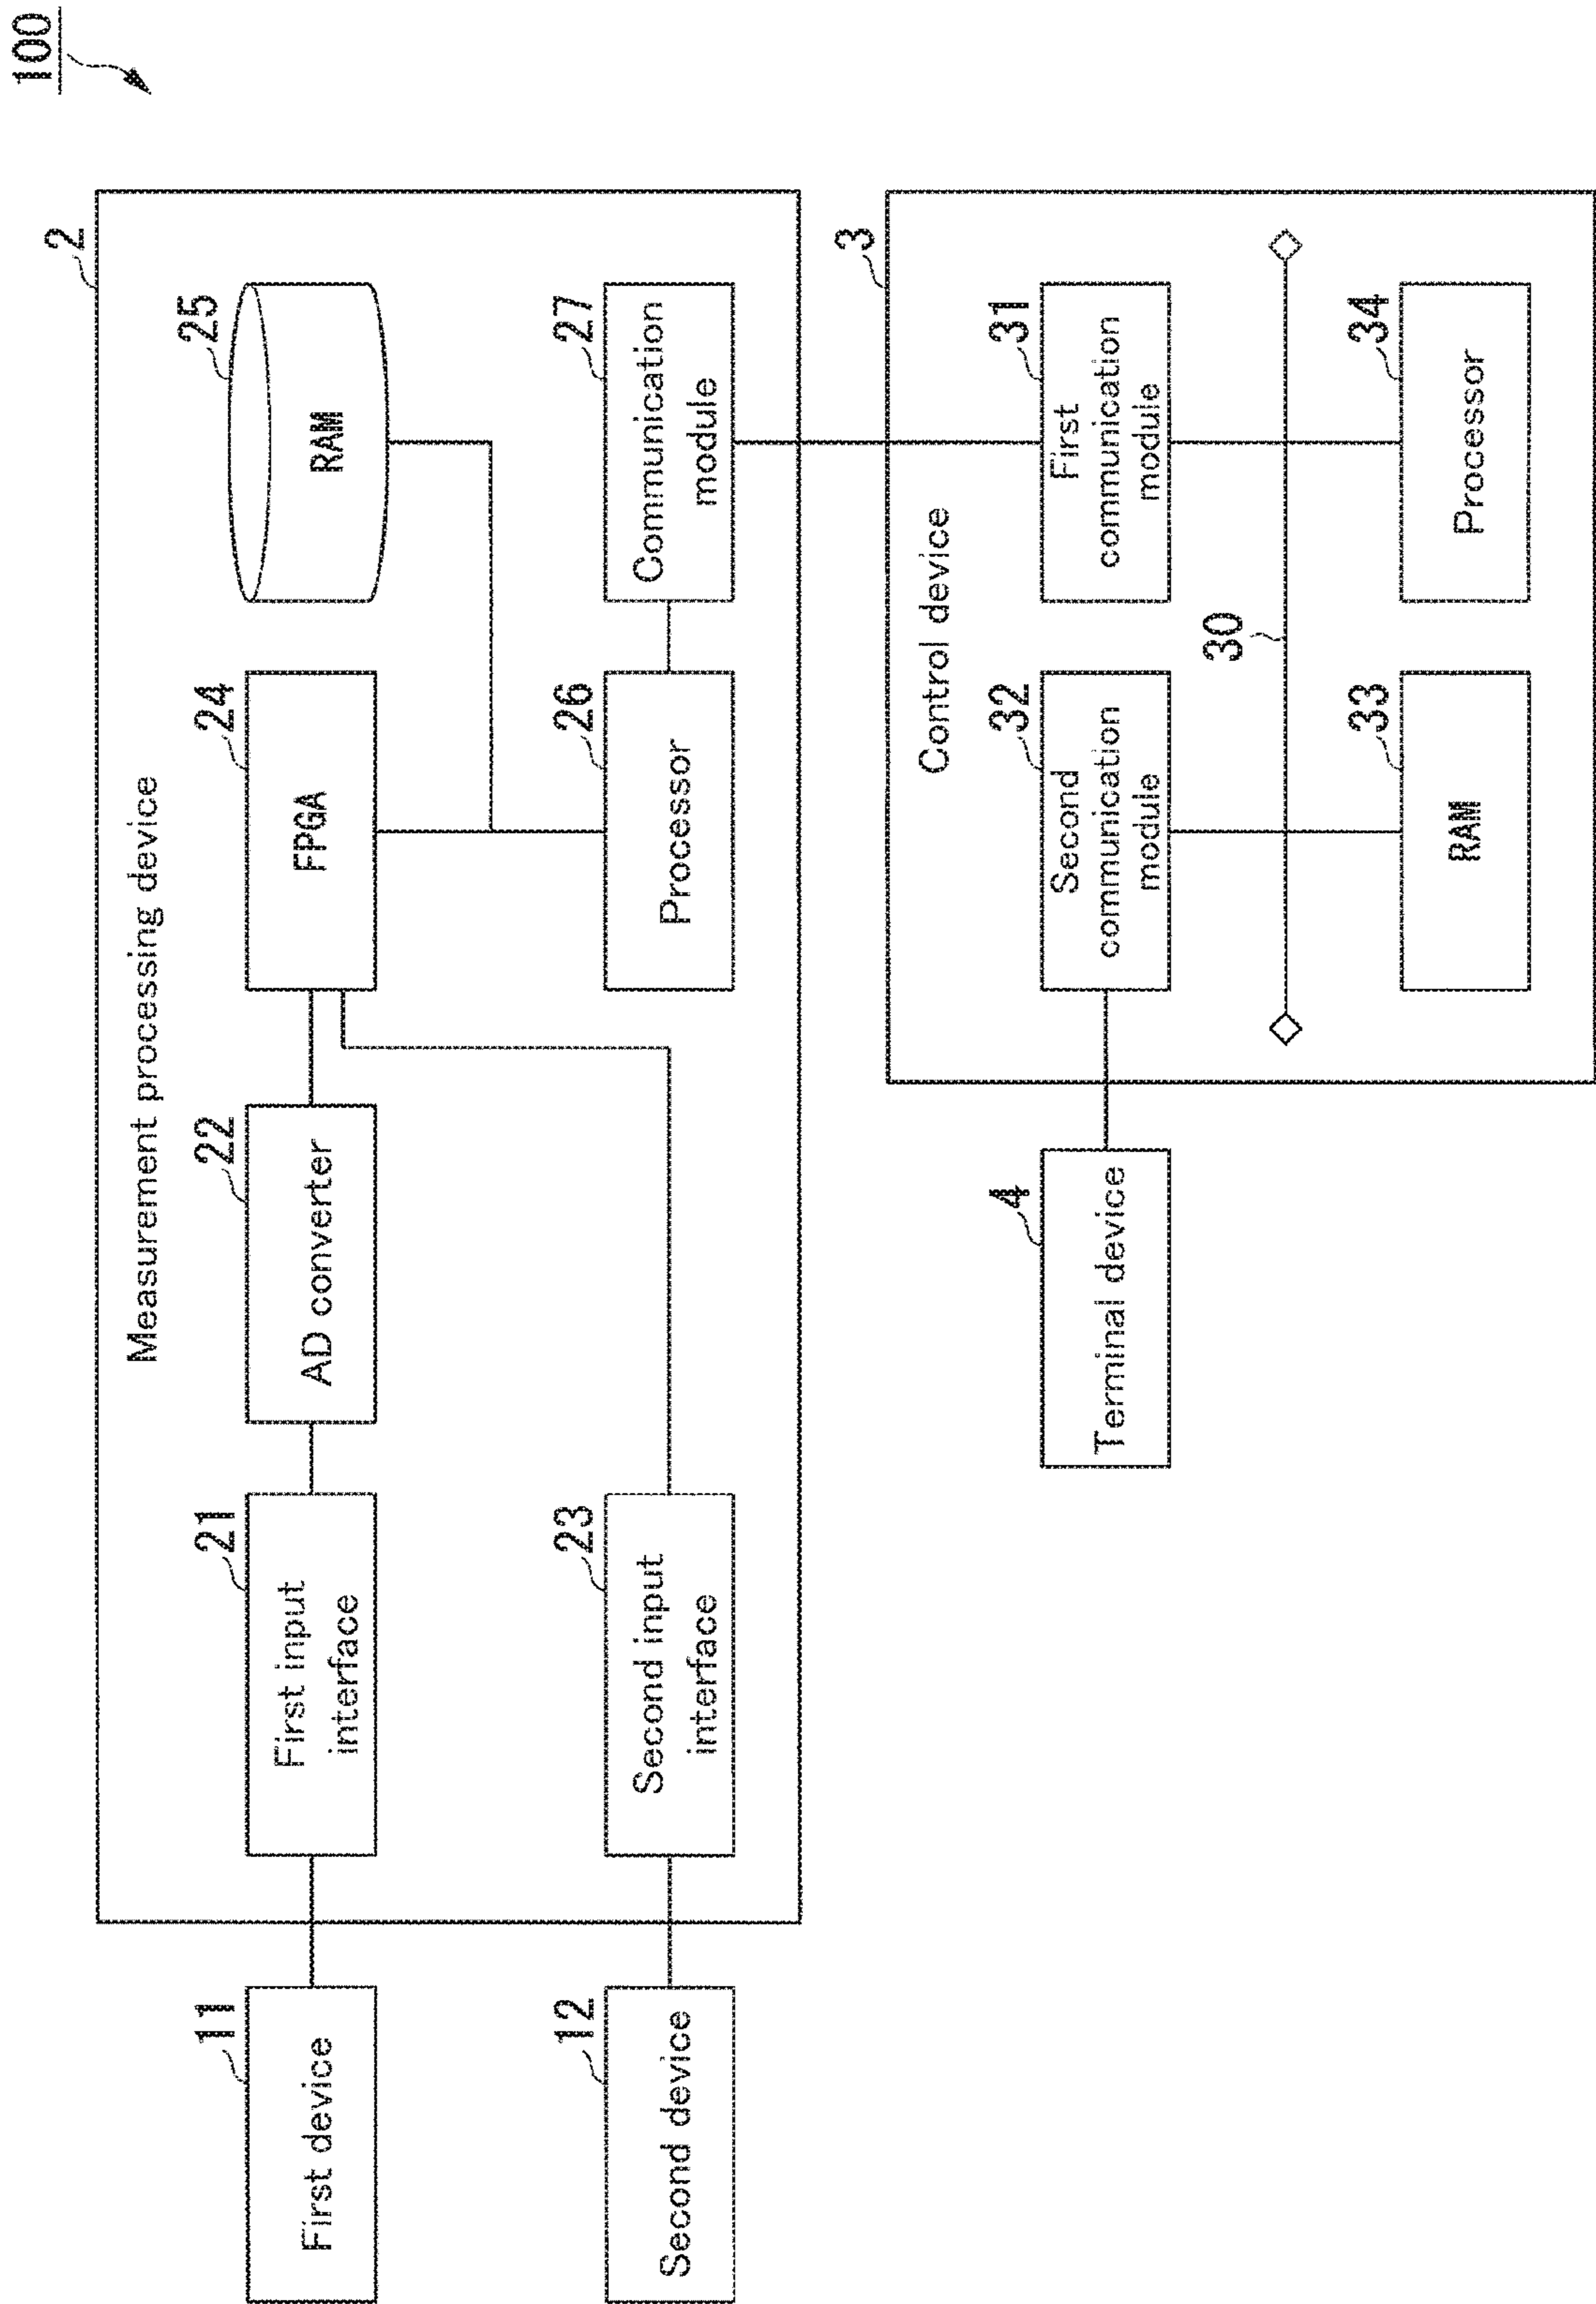 100
2
Measurement processing device
11
First device
21
First input
interface
22
AD converter
24
FPGA
25
RAM
12
Second device
23
Second input
interface
26
Processor
27
Communication
module
3
Control device
4
Terminal device
32
Second
communication
module
31
First
communication
module
30
33
RAM
34
Processor